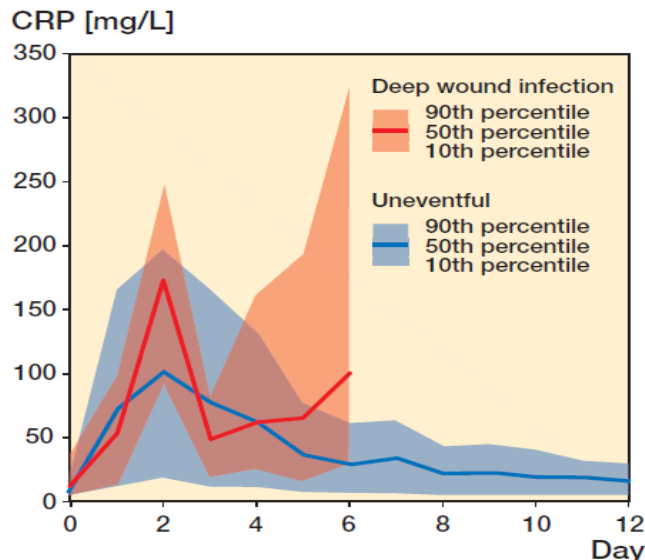 CRP [mg/L]
350
300
250
200
150
100
50
0
Deep wound infection
90th percentile
50th percentile
10th percentile
Uneventful
90th percentile
50th percentile
10th percentile
0 2 4 6 8 10 12
Day